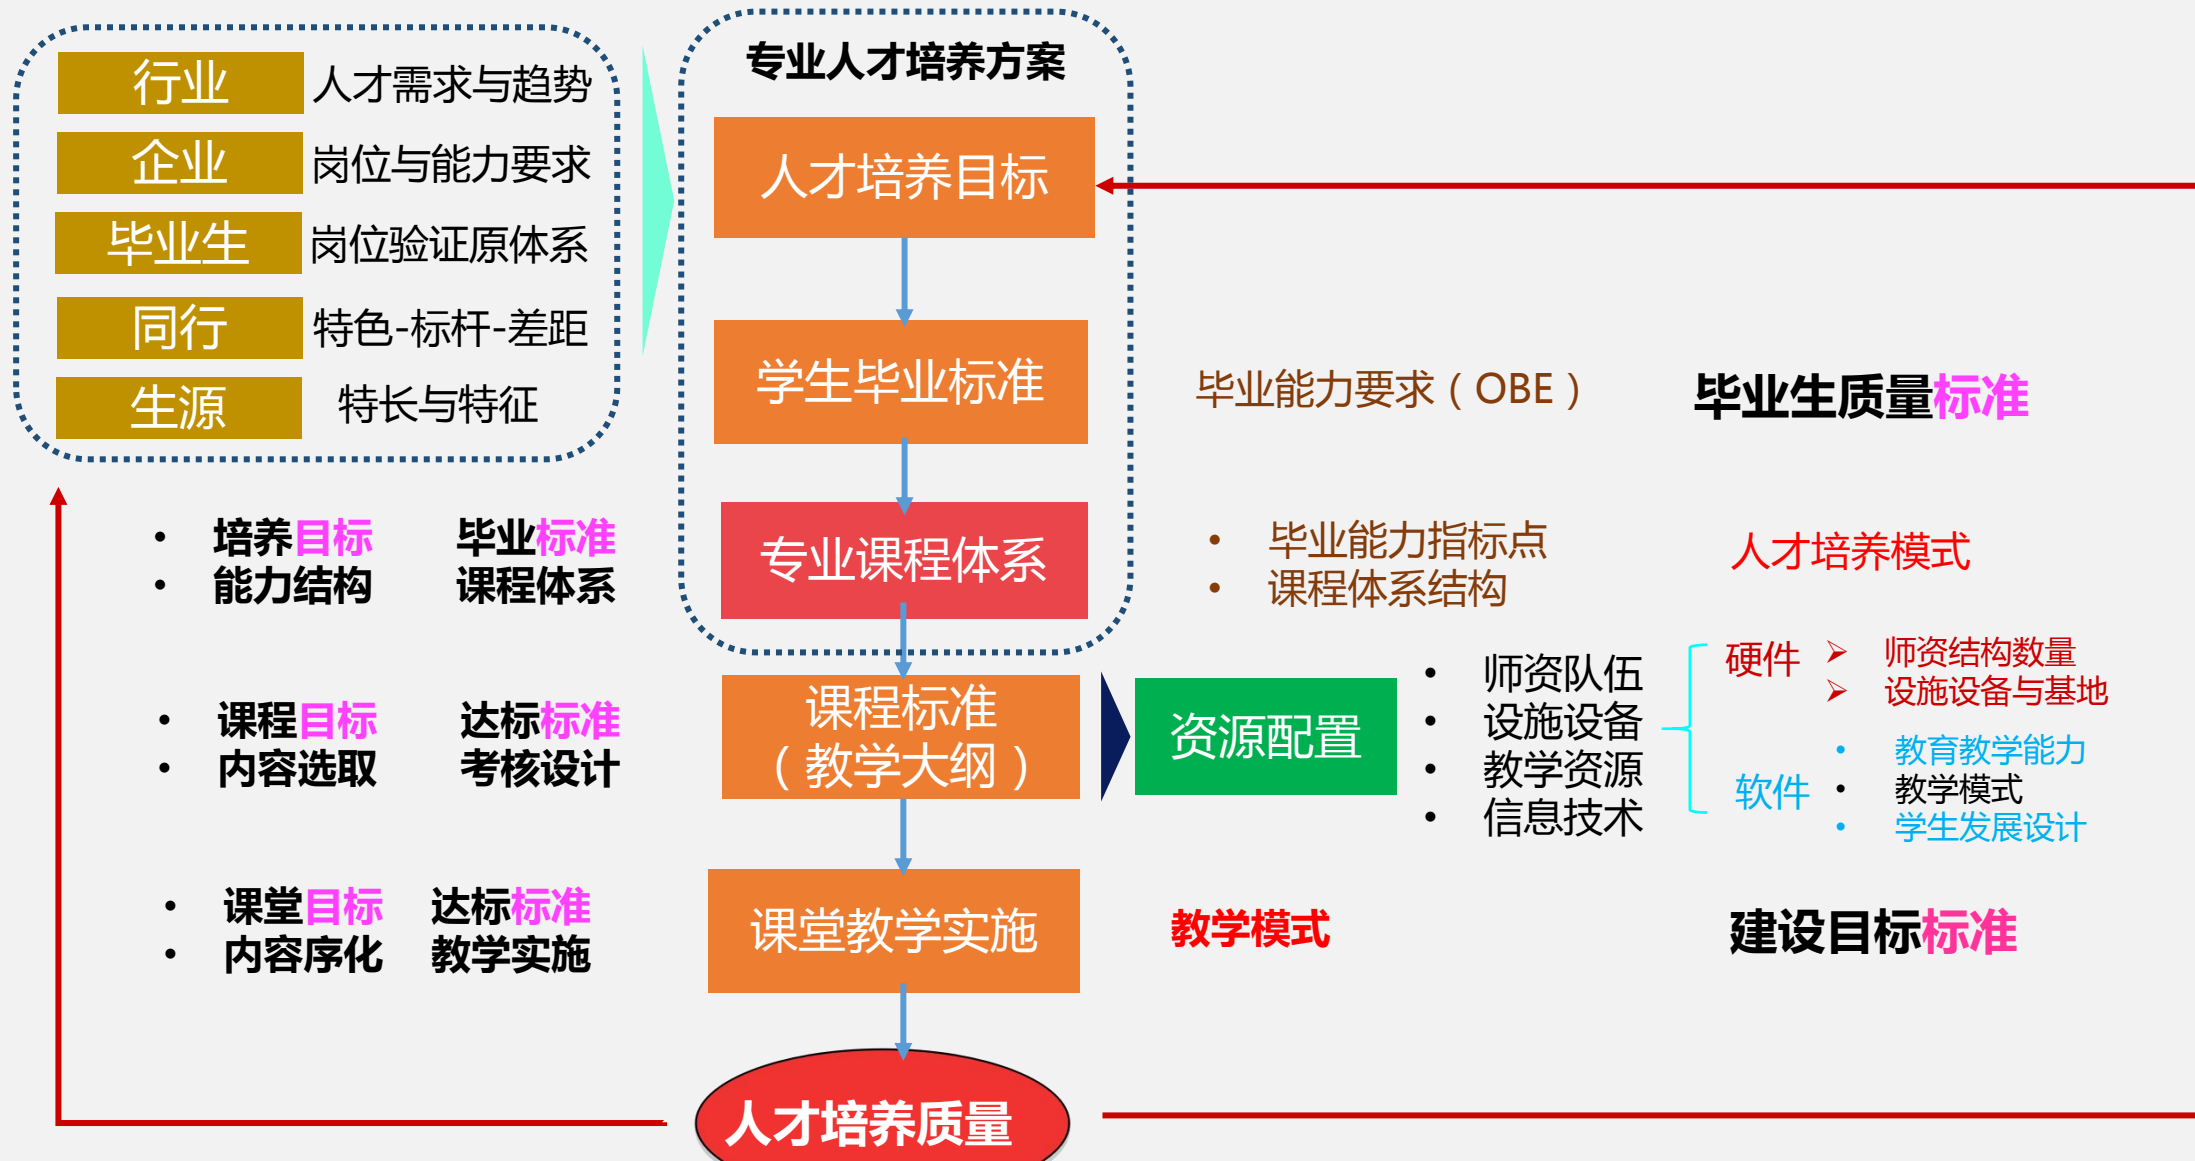 行业 人才需求与趋势
企业 岗位与能力要求
毕业生 岗位验证原体系
同行 特色-标杆-差距
生源 特长与特征
专业人才培养方案
人才培养目标
学生毕业标准
毕业能力要求（OBE）
毕业生质量标准
• 培养目标 毕业标准
• 能力结构 课程体系
专业课程体系
• 毕业能力指标点
• 课程体系结构
人才培养模式
• 课程目标 达标标准
• 内容选取 考核设计
课程标准
（教学大纲）
资源配置
• 师资队伍
• 设施设备
• 教学资源
• 信息技术
硬件
➢ 师资结构数量
➢ 设施设备与基地
软件
• 教育教学能力
• 教学模式
• 学生发展设计
• 课堂目标 达标标准
• 内容序化 教学实施
课堂教学实施
教学模式
建设目标标准
人才培养质量